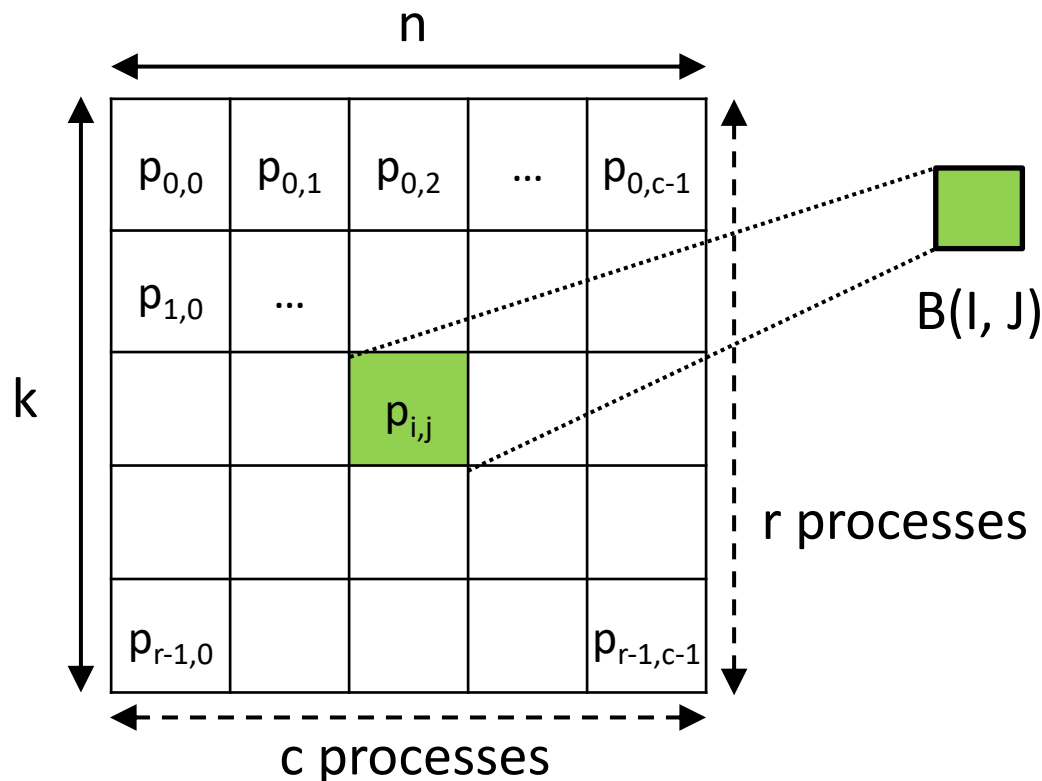 n
p0,0 p0,1 p0,2 ... p0,c-1
p1,0 ...
B(I, J)
k
pi,j
r processes
pr-1,0 pr-1,c-1
c processes